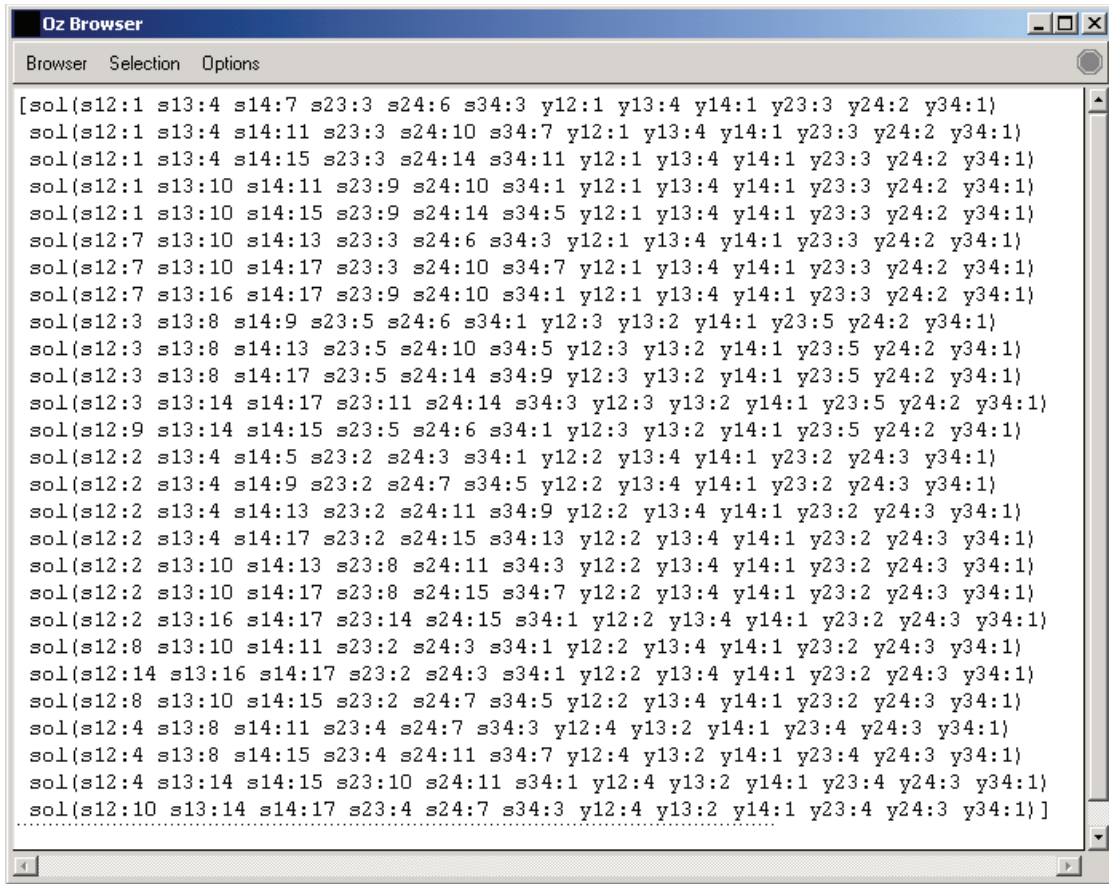 Oz Browser
Browser Selection Options
[sol(s12:1 s13:4 s14:7 s23:3 s24:6 s34:3 y12:1 y13:4 y14:1 y23:3 y24:2 y34:1)
sol(s12:1 s13:4 s14:11 s23:3 s24:10 s34:7 y12:1 y13:4 y14:1 y23:3 y24:2 y34:1)
sol(s12:1 s13:4 s14:15 s23:3 s24:14 s34:11 y12:1 y13:4 y14:1 y23:3 y24:2 y34:1)
sol(s12:1 s13:10 s14:11 s23:9 s24:10 s34:1 y12:1 y13:4 y14:1 y23:3 y24:2 y34:1)
sol(s12:1 s13:10 s14:15 s23:9 s24:14 s34:5 y12:1 y13:4 y14:1 y23:3 y24:2 y34:1)
sol(s12:7 s13:10 s14:13 s23:3 s24:6 s34:3 y12:1 y13:4 y14:1 y23:3 y24:2 y34:1)
sol(s12:7 s13:10 s14:17 s23:3 s24:10 s34:7 y12:1 y13:4 y14:1 y23:3 y24:2 y34:1)
sol(s12:7 s13:16 s14:17 s23:9 s24:10 s34:1 y12:1 y13:4 y14:1 y23:3 y24:2 y34:1)
sol(s12:3 s13:8 s14:9 s23:5 s24:6 s34:1 y12:3 y13:2 y14:1 y23:5 y24:2 y34:1)
sol(s12:3 s13:8 s14:13 s23:5 s24:10 s34:5 y12:3 y13:2 y14:1 y23:5 y24:2 y34:1)
sol(s12:3 s13:8 s14:17 s23:5 s24:14 s34:9 y12:3 y13:2 y14:1 y23:5 y24:2 y34:1)
sol(s12:3 s13:14 s14:17 s23:11 s24:14 s34:3 y12:3 y13:2 y14:1 y23:5 y24:2 y34:1)
sol(s12:9 s13:14 s14:15 s23:5 s24:6 s34:1 y12:3 y13:2 y14:1 y23:5 y24:2 y34:1)
sol(s12:2 s13:4 s14:5 s23:2 s24:3 s34:1 y12:2 y13:4 y14:1 y23:2 y24:3 y34:1)
sol(s12:2 s13:4 s14:9 s23:2 s24:7 s34:5 y12:2 y13:4 y14:1 y23:2 y24:3 y34:1)
sol(s12:2 s13:4 s14:13 s23:2 s24:11 s34:9 y12:2 y13:4 y14:1 y23:2 y24:3 y34:1)
sol(s12:2 s13:4 s14:17 s23:2 s24:15 s34:13 y12:2 y13:4 y14:1 y23:2 y24:3 y34:1)
sol(s12:2 s13:10 s14:13 s23:8 s24:11 s34:3 y12:2 y13:4 y14:1 y23:2 y24:3 y34:1)
sol(s12:2 s13:10 s14:17 s23:8 s24:15 s34:7 y12:2 y13:4 y14:1 y23:2 y24:3 y34:1)
sol(s12:2 s13:16 s14:17 s23:14 s24:15 s34:1 y12:2 y13:4 y14:1 y23:2 y24:3 y34:1)
sol(s12:8 s13:10 s14:11 s23:2 s24:3 s34:1 y12:2 y13:4 y14:1 y23:2 y24:3 y34:1)
sol(s12:14 s13:16 s14:17 s23:2 s24:3 s34:1 y12:2 y13:4 y14:1 y23:2 y24:3 y34:1)
sol(s12:8 s13:10 s14:15 s23:2 s24:7 s34:5 y12:2 y13:4 y14:1 y23:2 y24:3 y34:1)
sol(s12:4 s13:8 s14:11 s23:4 s24:7 s34:3 y12:4 y13:2 y14:1 y23:4 y24:3 y34:1)
sol(s12:4 s13:8 s14:15 s23:4 s24:11 s34:7 y12:4 y13:2 y14:1 y23:4 y24:3 y34:1)
sol(s12:4 s13:14 s14:15 s23:10 s24:11 s34:1 y12:4 y13:2 y14:1 y23:4 y24:3 y34:1)
sol(s12:10 s13:14 s14:17 s23:4 s24:7 s34:3 y12:4 y13:2 y14:1 y23:4 y24:3 y34:1)]